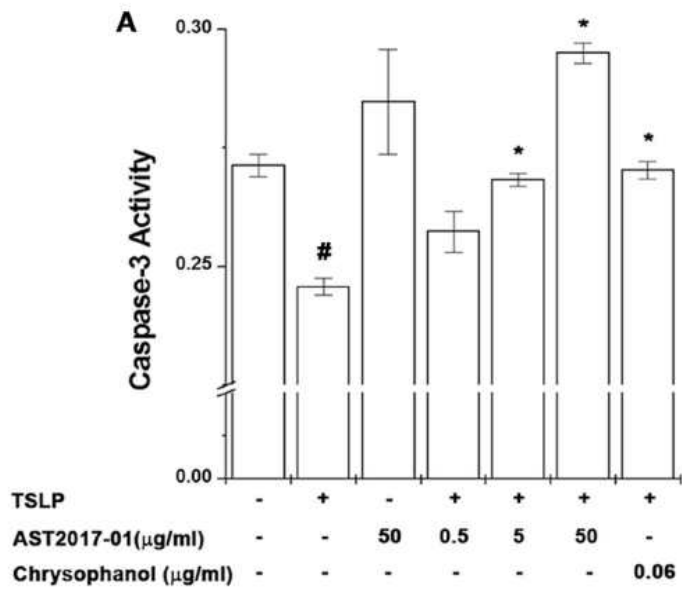 A
0.30
*
*
*
#
0.25
Caspase-3 Activity
0.00
TSLP - + - + + + +
AST2017-01(μg/ml) - - 50 0.5 5 50 -
Chrysophanol (μg/ml) - - - - - - 0.06